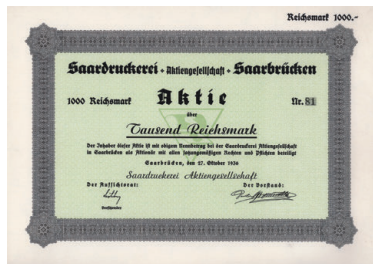 Reichsmark 1000.-
Saardruckerei · Aktiengesellschaft · Saarbrücken
1000 Reichsmark Aktie Nr. 81
über
Tausend Reichsmark
Der Inhaber dieser Aktie ist mit obigem Nennbetrag bei der Saardruckerei Aktiengesellschaft
in Saarbrücken als Aktionär mit allen satzungsmäßigen Rechten und Pflichten beteiligt
Saarbrücken, den 27. Oktober 1936
Saardruckerei Aktiengesellschaft
Der Aufsichtsrat: Der Vorstand:
Vorsitzender